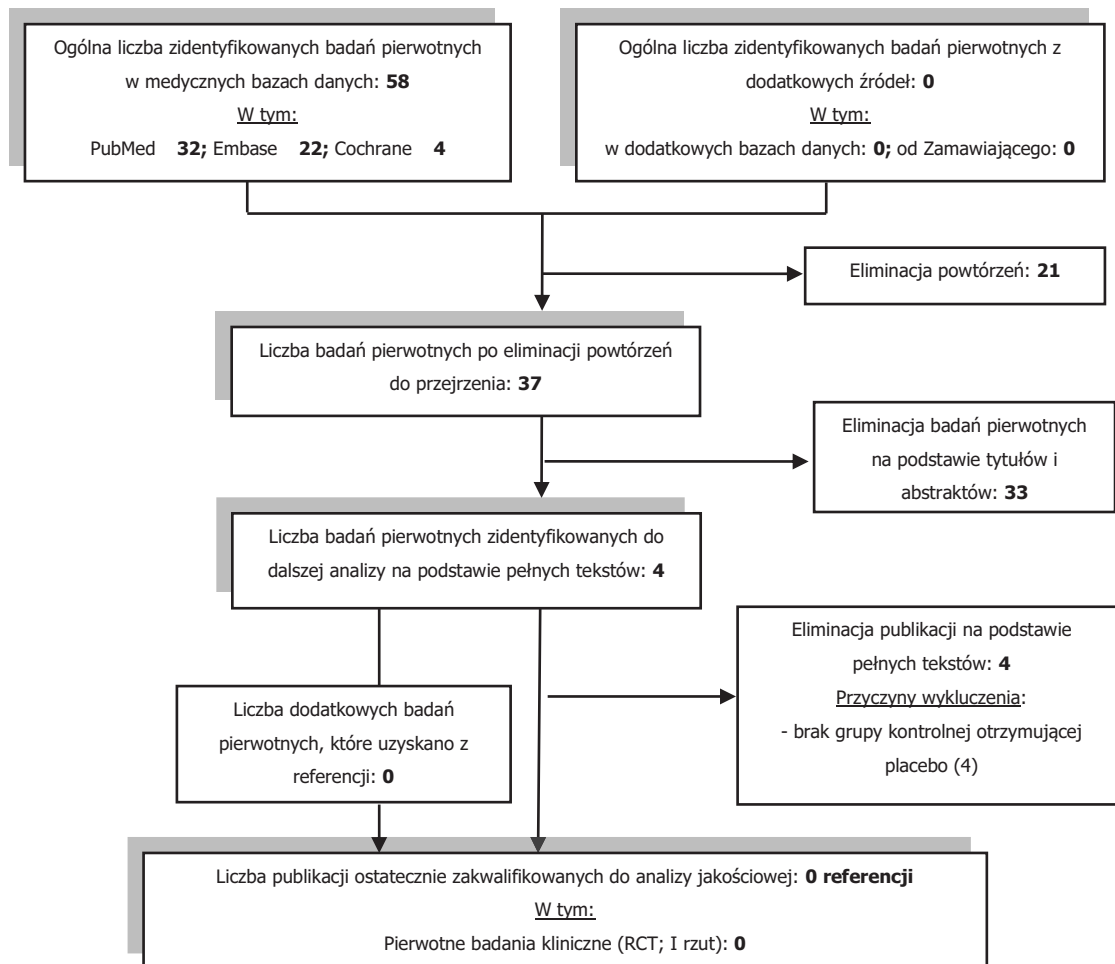 Ogólna liczba zidentyfikowanych badań pierwotnych
w medycznych bazach danych: 58
W tym:
PubMed 32; Embase 22; Cochrane 4
Ogólna liczba zidentyfikowanych badań pierwotnych z
dodatkowych źródeł: 0
W tym:
w dodatkowych bazach danych: 0; od Zamawiającego: 0
Eliminacja powtórzeń: 21
Liczba badań pierwotnych po eliminacji powtórzeń
do przejrzenia: 37
Eliminacja badań pierwotnych
na podstawie tytułów i
abstraktów: 33
Liczba badań pierwotnych zidentyfikowanych do
dalszej analizy na podstawie pełnych tekstów: 4
Eliminacja publikacji na podstawie
pełnych tekstów: 4
Przyczyny wykluczenia:
- brak grupy kontrolnej otrzymującej
placebo (4)
Liczba dodatkowych badań
pierwotnych, które uzyskano z
referencji: 0
Liczba publikacji ostatecznie zakwalifikowanych do analizy jakościowej: 0 referencji
W tym:
Pierwotne badania kliniczne (RCT; I rzut): 0